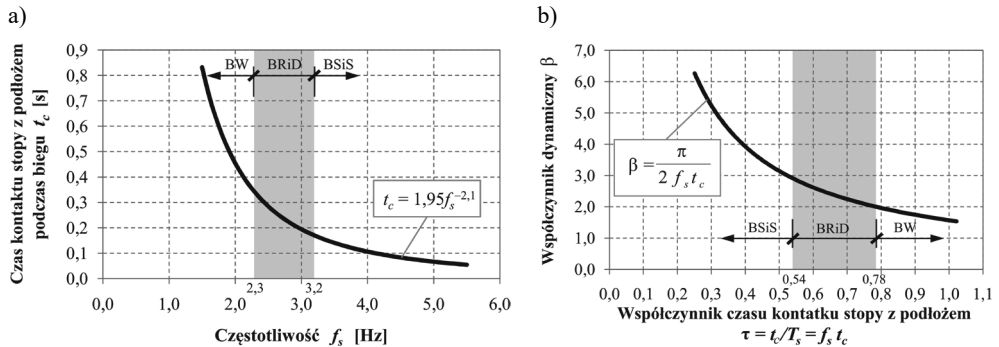 a)
Czas kontaktu stopy z podłożem
podczas biegu t_c [s]
0,9
0,8
0,7
0,6
0,5
0,4
0,3
0,2
0,1
0,0
BW
BRiD
BSiS
t_c = 1,95f_s^–2,1
0,0
1,0
2,0
2,3
3,0
3,2
4,0
5,0
6,0
Częstotliwość f_s [Hz]
b)
Współczynnik dynamiczny β
7,0
6,0
5,0
4,0
3,0
2,0
1,0
0,0
β = π / (2 f_s t_c)
BSiS
BRiD
BW
0,0
0,1
0,2
0,3
0,4
0,5
0,54
0,6
0,7
0,78
0,8
0,9
1,0
1,1
Współczynnik czasu kontatku stopy z podłożem
τ = t_c/T_s = f_s t_c